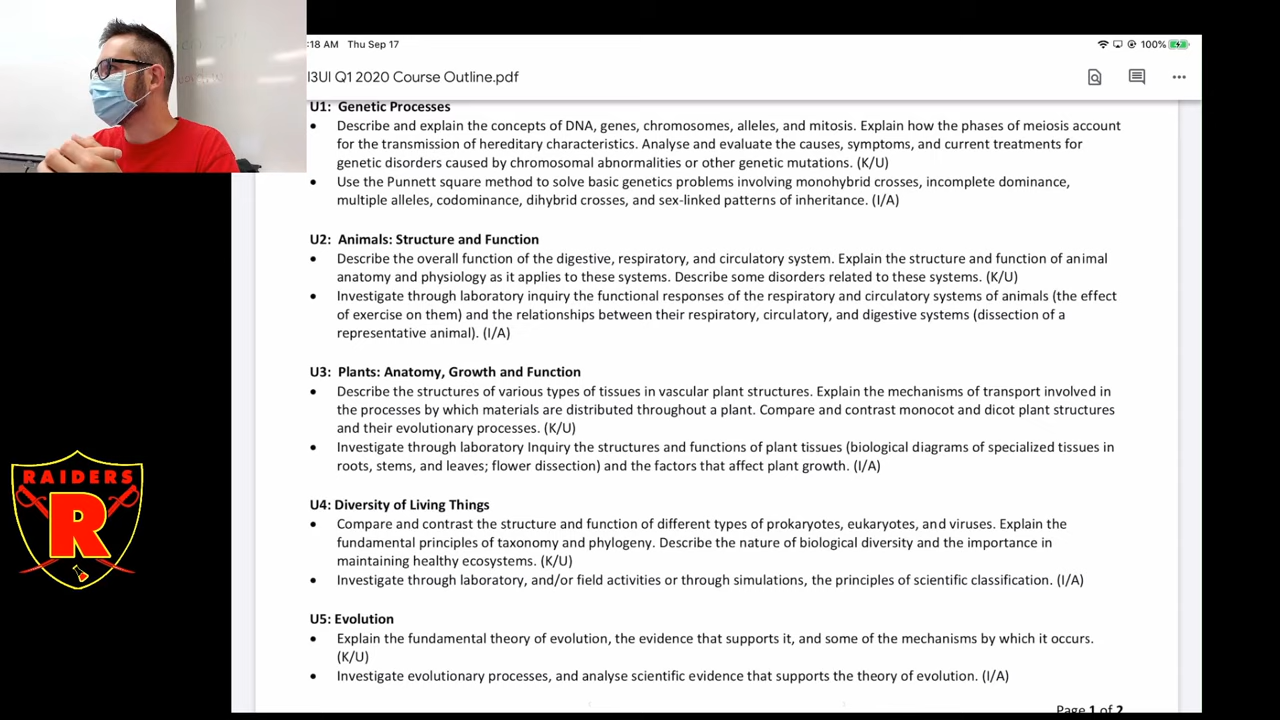 :18 AM Thu Sep 17
100%
I3UI Q1 2020 Course Outline.pdf
U1: Genetic Processes
• Describe and explain the concepts of DNA, genes, chromosomes, alleles, and mitosis. Explain how the phases of meiosis account
for the transmission of hereditary characteristics. Analyse and evaluate the causes, symptoms, and current treatments for
genetic disorders caused by chromosomal abnormalities or other genetic mutations. (K/U)
• Use the Punnett square method to solve basic genetics problems involving monohybrid crosses, incomplete dominance,
multiple alleles, codominance, dihybrid crosses, and sex-linked patterns of inheritance. (I/A)
U2: Animals: Structure and Function
• Describe the overall function of the digestive, respiratory, and circulatory system. Explain the structure and function of animal
anatomy and physiology as it applies to these systems. Describe some disorders related to these systems. (K/U)
• Investigate through laboratory inquiry the functional responses of the respiratory and circulatory systems of animals (the effect
of exercise on them) and the relationships between their respiratory, circulatory, and digestive systems (dissection of a
representative animal). (I/A)
U3: Plants: Anatomy, Growth and Function
• Describe the structures of various types of tissues in vascular plant structures. Explain the mechanisms of transport involved in
the processes by which materials are distributed throughout a plant. Compare and contrast monocot and dicot plant structures
and their evolutionary processes. (K/U)
• Investigate through laboratory Inquiry the structures and functions of plant tissues (biological diagrams of specialized tissues in
roots, stems, and leaves; flower dissection) and the factors that affect plant growth. (I/A)
U4: Diversity of Living Things
• Compare and contrast the structure and function of different types of prokaryotes, eukaryotes, and viruses. Explain the
fundamental principles of taxonomy and phylogeny. Describe the nature of biological diversity and the importance in
maintaining healthy ecosystems. (K/U)
• Investigate through laboratory, and/or field activities or through simulations, the principles of scientific classification. (I/A)
U5: Evolution
• Explain the fundamental theory of evolution, the evidence that supports it, and some of the mechanisms by which it occurs.
(K/U)
• Investigate evolutionary processes, and analyse scientific evidence that supports the theory of evolution. (I/A)
Page 1 of 2
RAIDERS
R